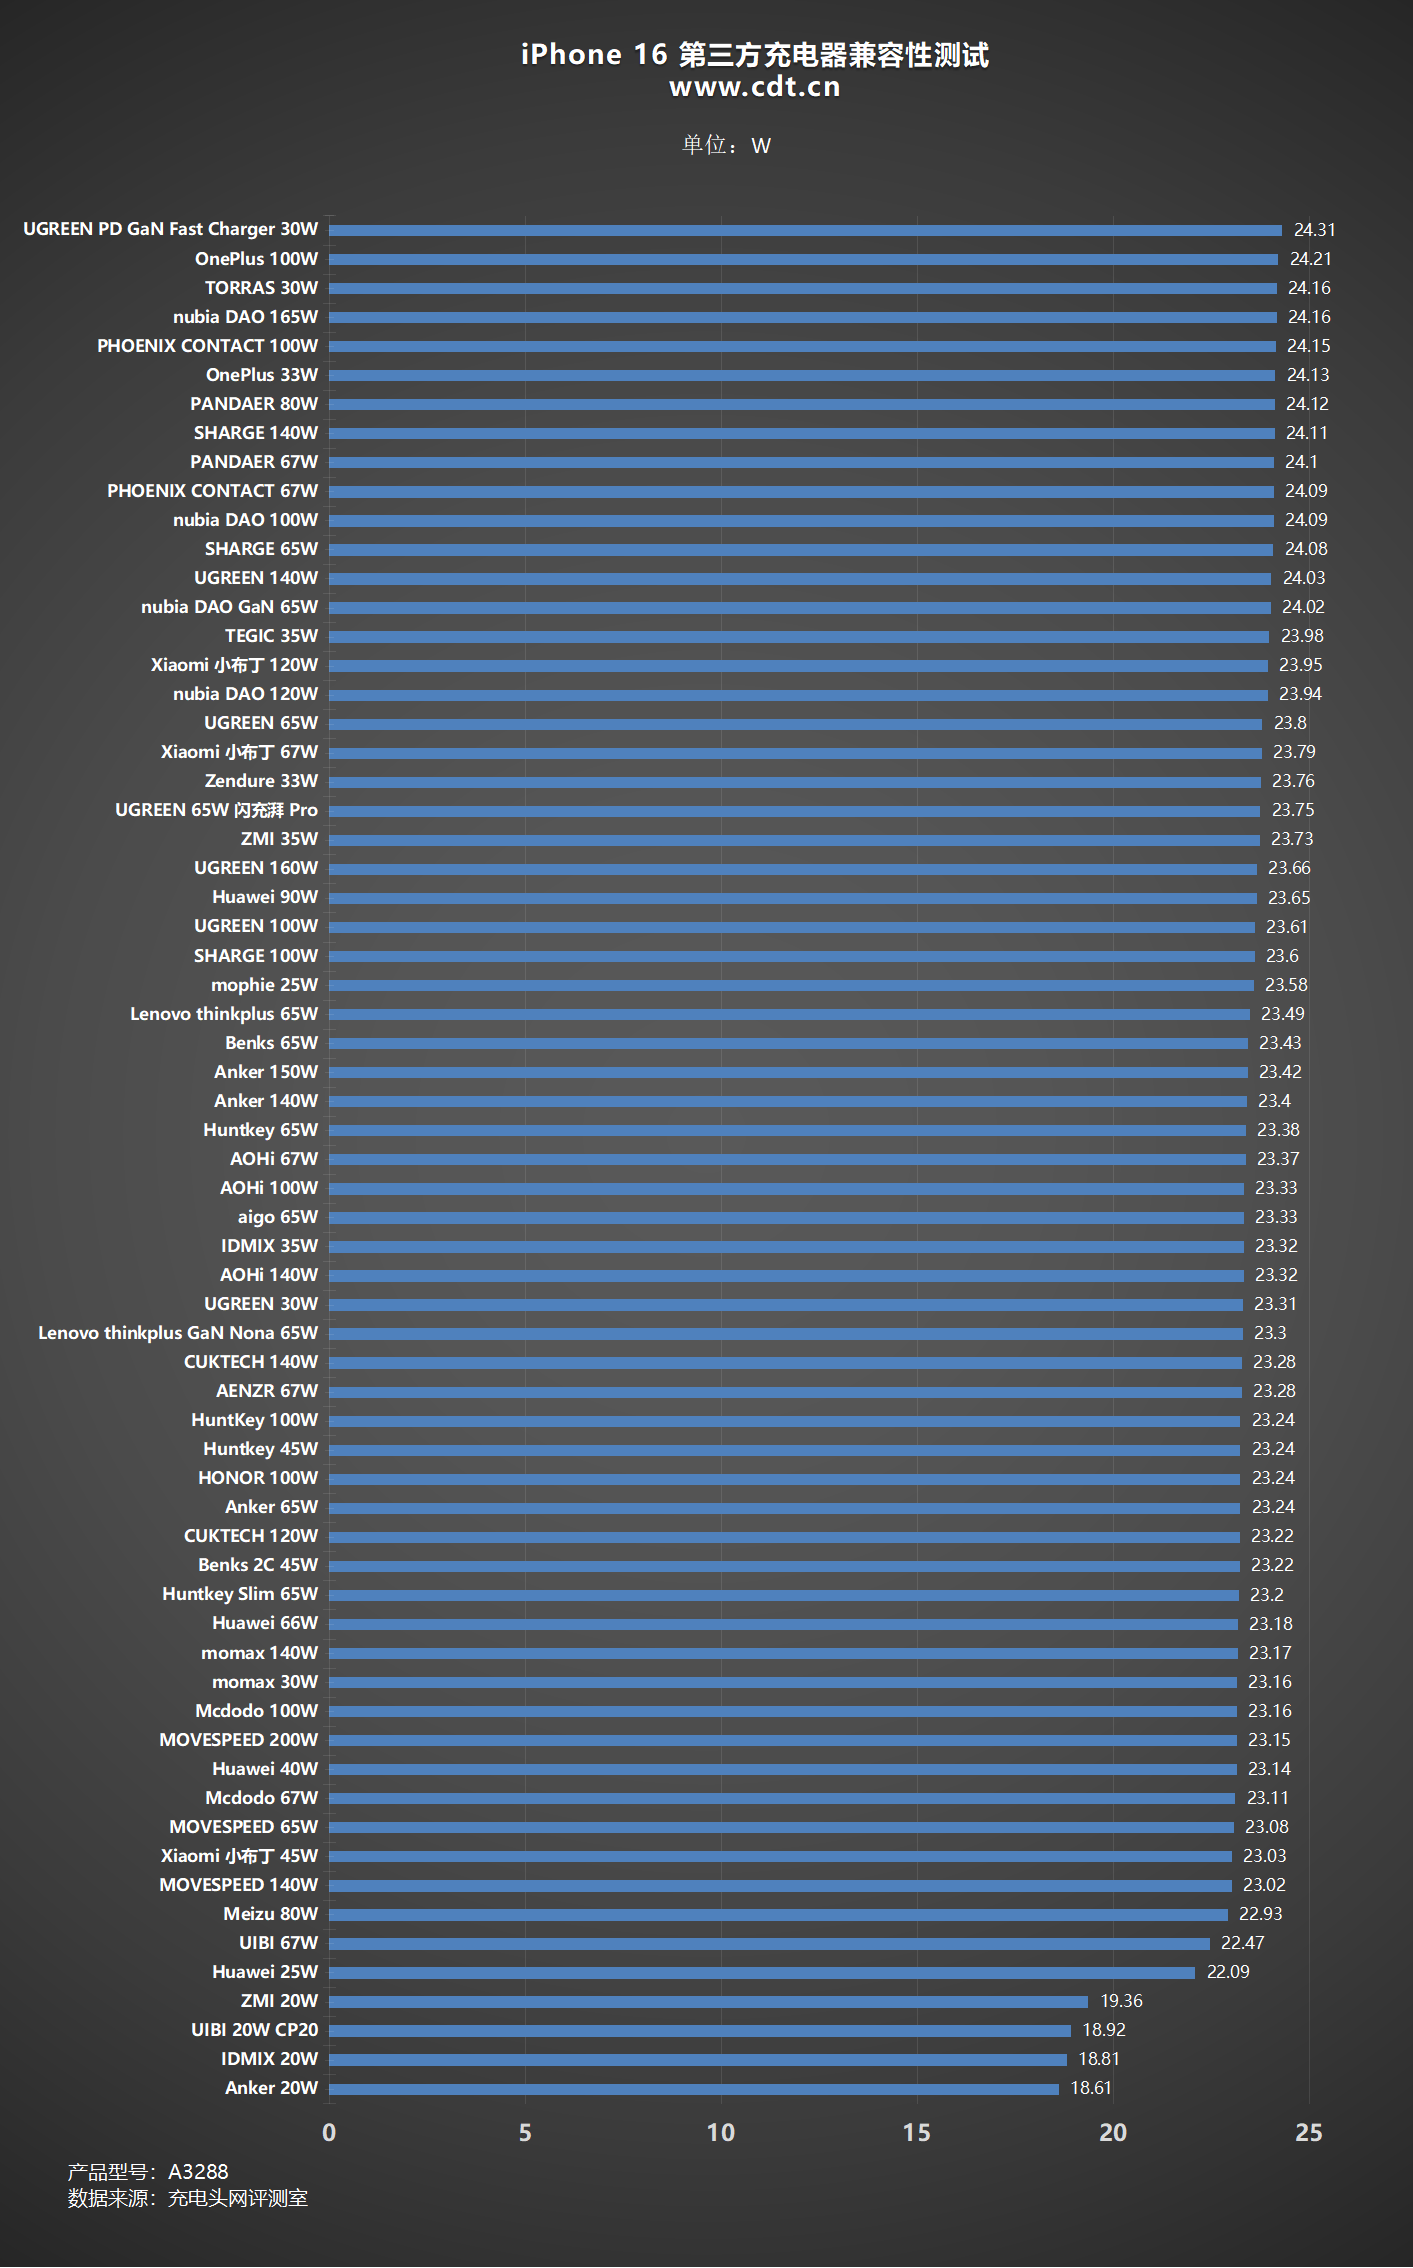 iPhone 16 第三方充电器兼容性测试
www.cdt.cn
单位：W
UGREEN PD GaN Fast Charger 30W 24.31
OnePlus 100W 24.21
TORRAS 30W 24.16
nubia DAO 165W 24.16
PHOENIX CONTACT 100W 24.15
OnePlus 33W 24.13
PANDAER 80W 24.12
SHARGE 140W 24.11
PANDAER 67W 24.1
PHOENIX CONTACT 67W 24.09
nubia DAO 100W 24.09
SHARGE 65W 24.08
UGREEN 140W 24.03
nubia DAO GaN 65W 24.02
TEGIC 35W 23.98
Xiaomi 小布丁 120W 23.95
nubia DAO 120W 23.94
UGREEN 65W 23.8
Xiaomi 小布丁 67W 23.79
Zendure 33W 23.76
UGREEN 65W 闪充湃 Pro 23.75
ZMI 35W 23.73
UGREEN 160W 23.66
Huawei 90W 23.65
UGREEN 100W 23.61
SHARGE 100W 23.6
mophie 25W 23.58
Lenovo thinkplus 65W 23.49
Benks 65W 23.43
Anker 150W 23.42
Anker 140W 23.4
Huntkey 65W 23.38
AOHi 67W 23.37
AOHi 100W 23.33
aigo 65W 23.33
IDMIX 35W 23.32
AOHi 140W 23.32
UGREEN 30W 23.31
Lenovo thinkplus GaN Nona 65W 23.3
CUKTECH 140W 23.28
AENZR 67W 23.28
HuntKey 100W 23.24
Huntkey 45W 23.24
HONOR 100W 23.24
Anker 65W 23.24
CUKTECH 120W 23.22
Benks 2C 45W 23.22
Huntkey Slim 65W 23.2
Huawei 66W 23.18
momax 140W 23.17
momax 30W 23.16
Mcdodo 100W 23.16
MOVESPEED 200W 23.15
Huawei 40W 23.14
Mcdodo 67W 23.11
MOVESPEED 65W 23.08
Xiaomi 小布丁 45W 23.03
MOVESPEED 140W 23.02
Meizu 80W 22.93
UIBI 67W 22.47
Huawei 25W 22.09
ZMI 20W 19.36
UIBI 20W CP20 18.92
IDMIX 20W 18.81
Anker 20W 18.61
0 5 10 15 20 25
产品型号：A3288
数据来源：充电头网评测室